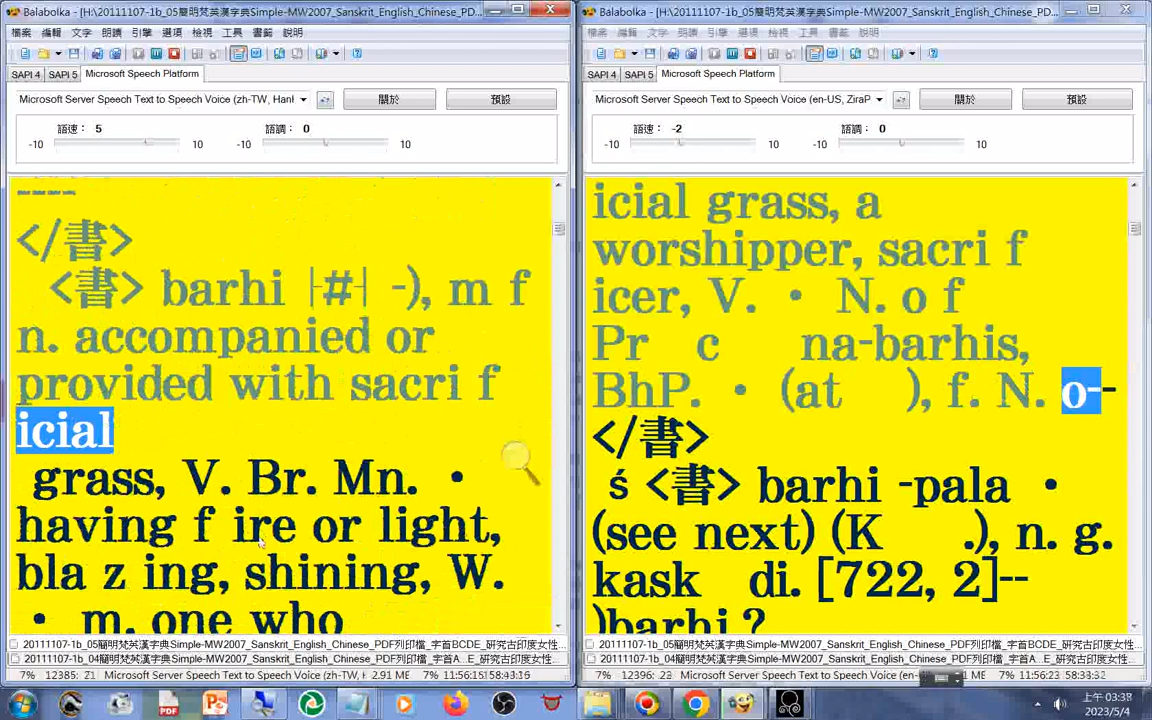 Balabolka - [H:\20111107-1b_05簡明梵英漢字典Simple-MW2007_Sanskrit_English_Chinese_PD...
檔案 編輯 文字 朗讀 引擎 選項 檢視 工具 書籤 說明
SAPI 4 SAPI 5 Microsoft Speech Platform
Microsoft Server Speech Text to Speech Voice (zh-TW, Hanl
關於
預設
語速： 5
語調： 0
-10 10 -10 10
</書>
<書> barhi ├#┤ -), m f
n. accompanied or
provided with sacri f
icial
grass, V. Br. Mn. •
having f ire or light,
bla z ing, shining, W.
• m. one who
20111107-1b_05簡明梵英漢字典Simple-MW2007_Sanskrit_English_Chinese_PDF列印檔_字首BCDE_研究古印度女性...
20111107-1b_04簡明梵英漢字典Simple-MW2007_Sanskrit_English_Chinese_PDF列印檔_字首A...E_研究古印度女性...
7% 12385: 21 Microsoft Server Speech Text to Speech Voice (zh-TW, H 2.91 ME 7% 11:56:15\58:43:16
Balabolka - [H:\20111107-1b_05簡明梵英漢字典Simple-MW2007_Sanskrit_English_Chinese_PD...
檔案 編輯 文字 朗讀 引擎 選項 檢視 工具 書籤 說明
SAPI 4 SAPI 5 Microsoft Speech Platform
Microsoft Server Speech Text to Speech Voice (en-US, ZiraP
關於
預設
語速： -2
語調： 0
-10 10 -10 10
icial grass, a
worshipper, sacri f
icer, V. • N. o f
Pr c na-barhis,
BhP. • (at ), f. N. o--
</書>
ś <書> barhi -pala •
(see next) (K .), n. g.
kask di. [722, 2]--
)barhi ?
20111107-1b_05簡明梵英漢字典Simple-MW2007_Sanskrit_English_Chinese_PDF列印檔_字首BCDE_研究古印度女性...
20111107-1b_04簡明梵英漢字典Simple-MW2007_Sanskrit_English_Chinese_PDF列印檔_字首A...E_研究古印度女性...
7% 12396: 23 Microsoft Server Speech Text to Speech Voice (en-US, ME 7% 11:56:23\58:43:32
PDF
上午 03:38
2023/5/4